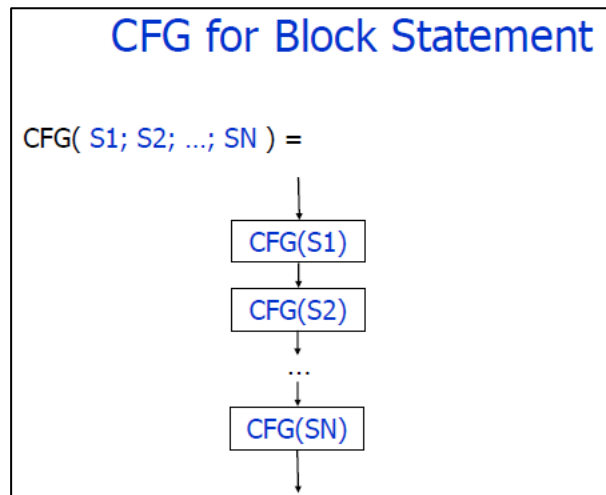 CFG for Block Statement
CFG( S1; S2; ...; SN ) =
CFG(S1)
CFG(S2)
...
CFG(SN)